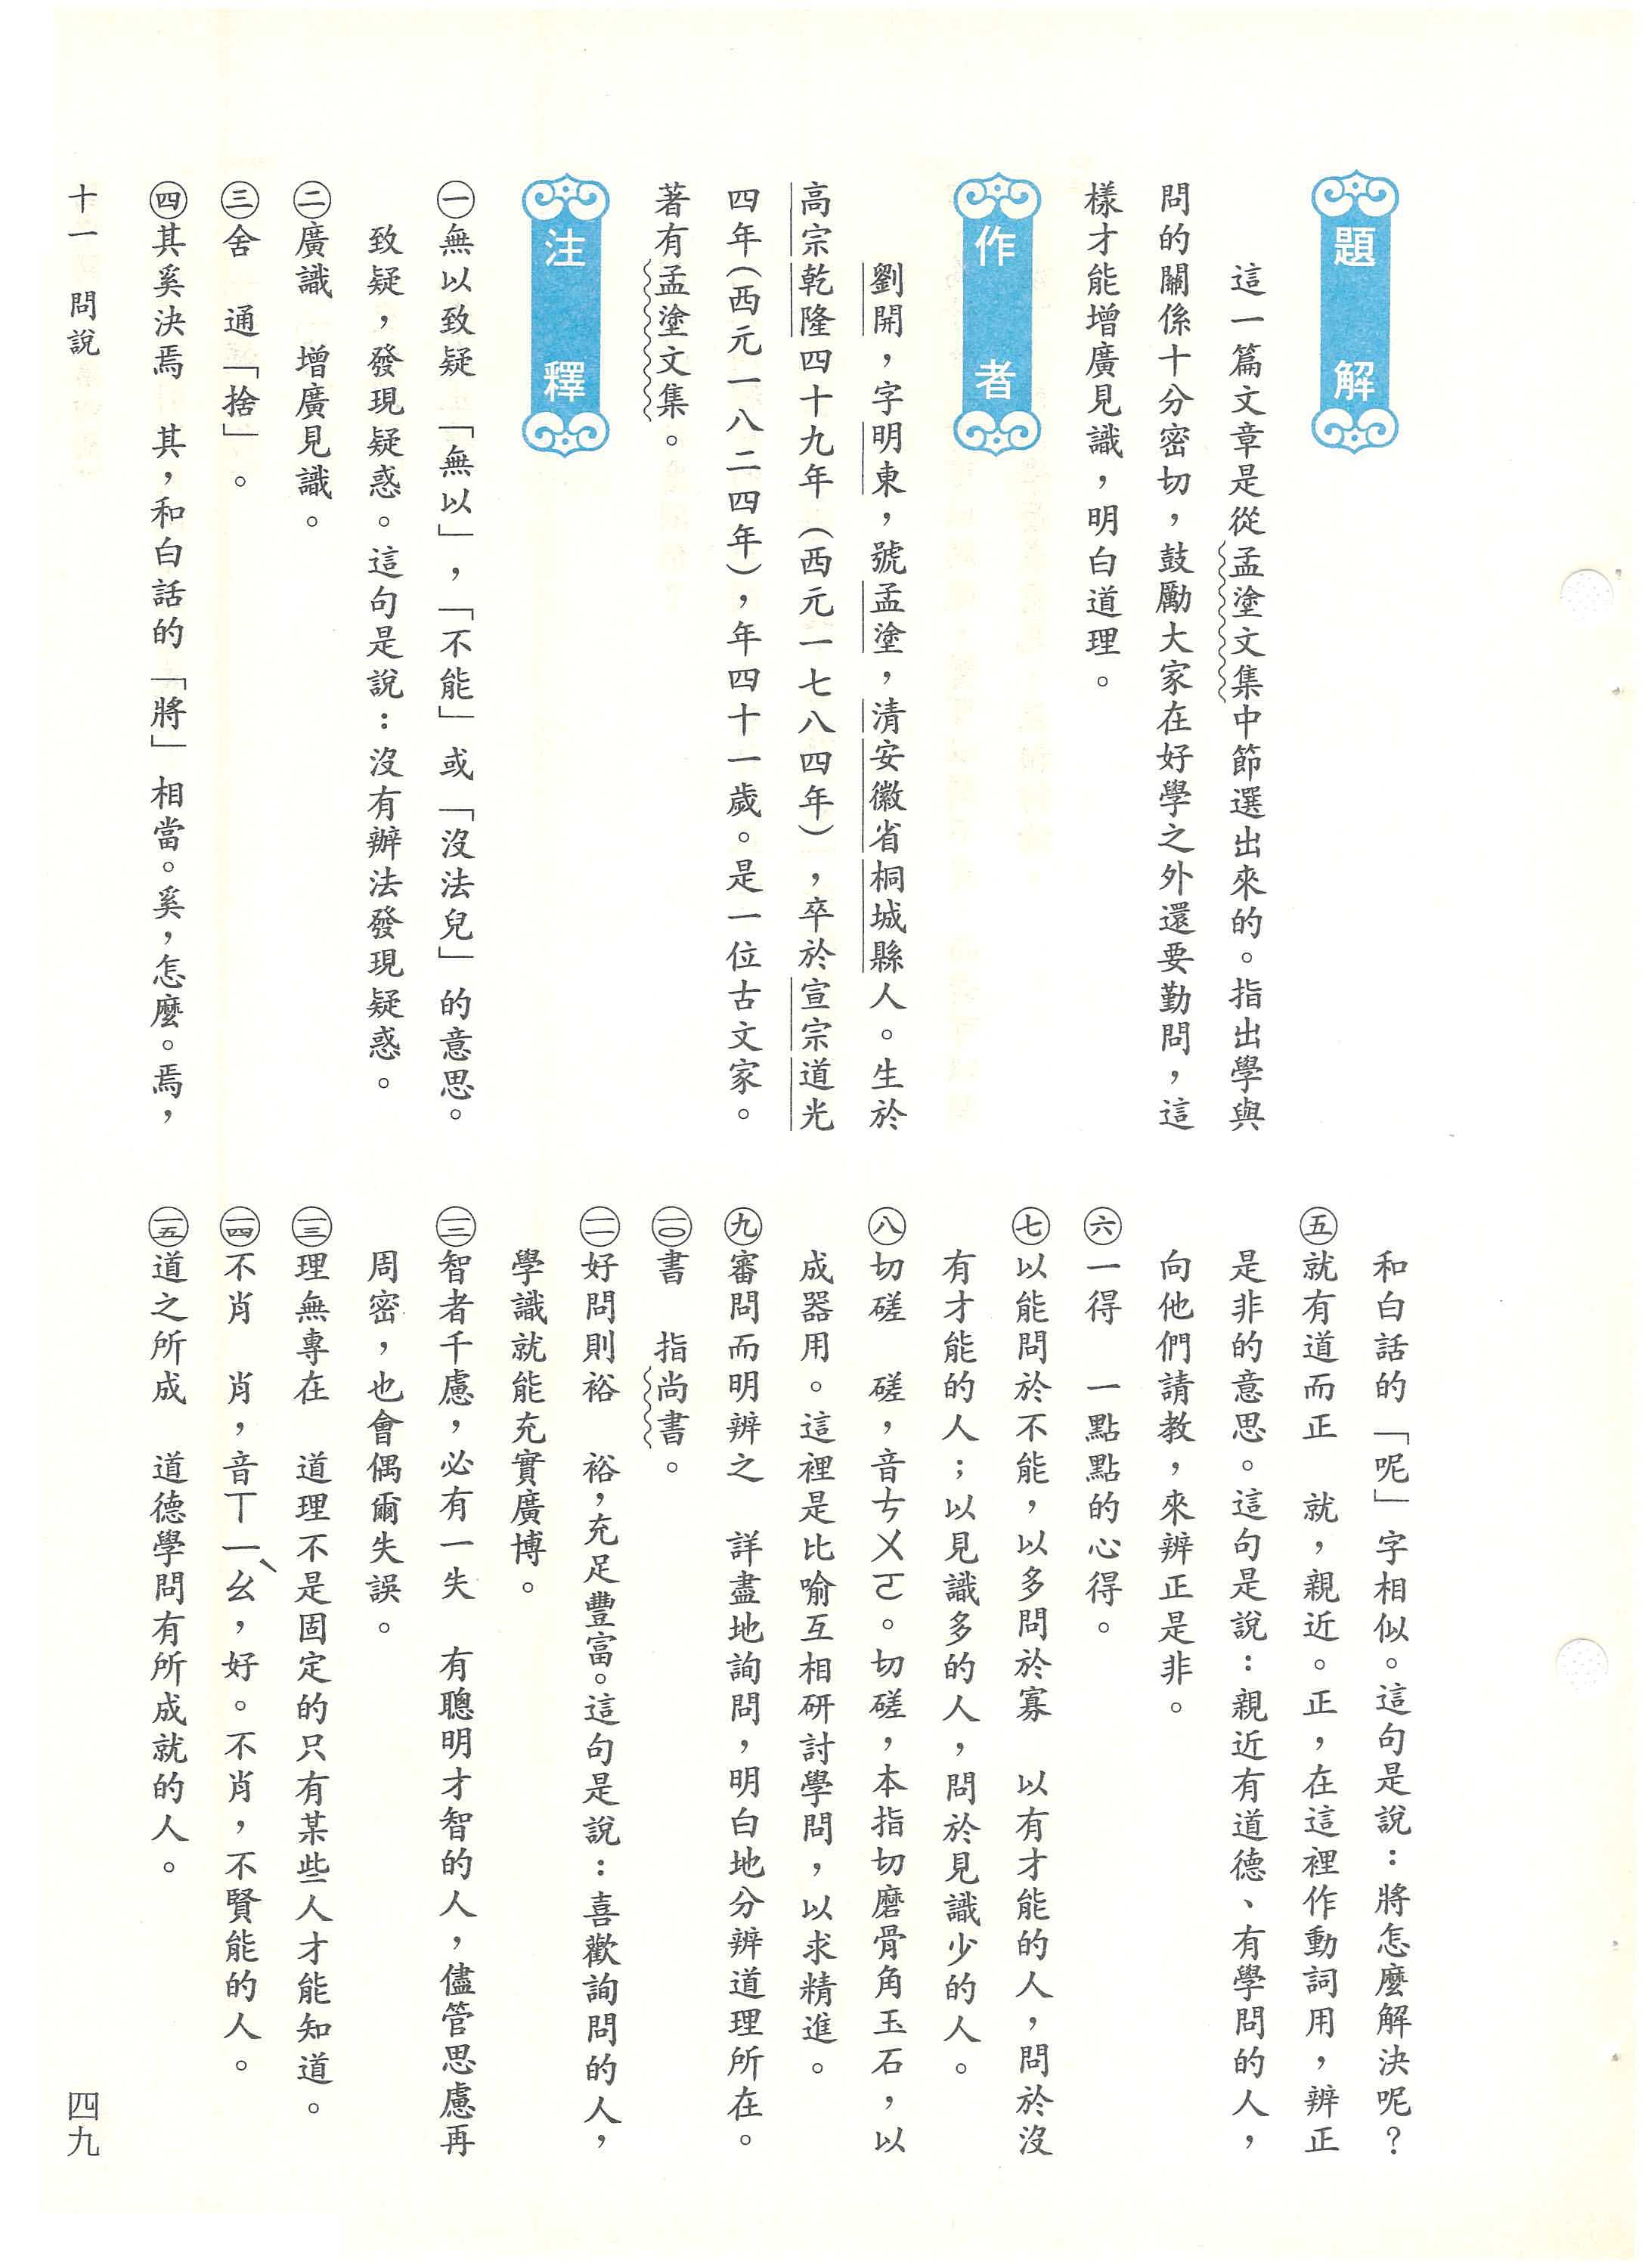 題解
這一篇文章是從孟塗文集中節選出來的。指出學與
問的關係十分密切，鼓勵大家在好學之外還要勤問，這
樣才能增廣見識，明白道理。
作者
劉開，字明東，號孟塗，清安徽省桐城縣人。生於
高宗乾隆四十九年（西元一七八四年），卒於宣宗道光
四年（西元一八二四年），年四十一歲。是一位古文家。
著有孟塗文集。
注釋
㊀無以致疑　「無以」，「不能」或「沒法兒」的意思。
致疑，發現疑惑。這句是說：沒有辦法發現疑惑。
㊁廣識　增廣見識。
㊂舍　通「捨」。
㊃其奚決焉　其，和白話的「將」相當。奚，怎麼。焉，
和白話的「呢」字相似。這句是說：將怎麼解決呢？
㊄就有道而正　就，親近。正，在這裡作動詞用，辨正
是非的意思。這句是說：親近有道德、有學問的人，
向他們請教，來辨正是非。
㊅一得　一點點的心得。
㊆以能問於不能，以多問於寡　以有才能的人，問於沒
有才能的人；以見識多的人，問於見識少的人。
㊇切磋　磋，音ㄘㄨㄛ。切磋，本指切磨骨角玉石，以
成器用。這裡是比喻互相研討學問，以求精進。
㊈審問而明辨之　詳盡地詢問，明白地分辨道理所在。
一〇書　指尚書。
一一好問則裕　裕，充足豐富。這句是說：喜歡詢問的人，
學識就能充實廣博。
一二智者千慮，必有一失　有聰明才智的人，儘管思慮再
周密，也會偶爾失誤。
一三理無專在　道理不是固定的只有某些人才能知道。
一四不肖　肖，音ㄒㄧㄠˋ，好。不肖，不賢能的人。
一五道之所成　道德學問有所成就的人。
十一　問說
四九